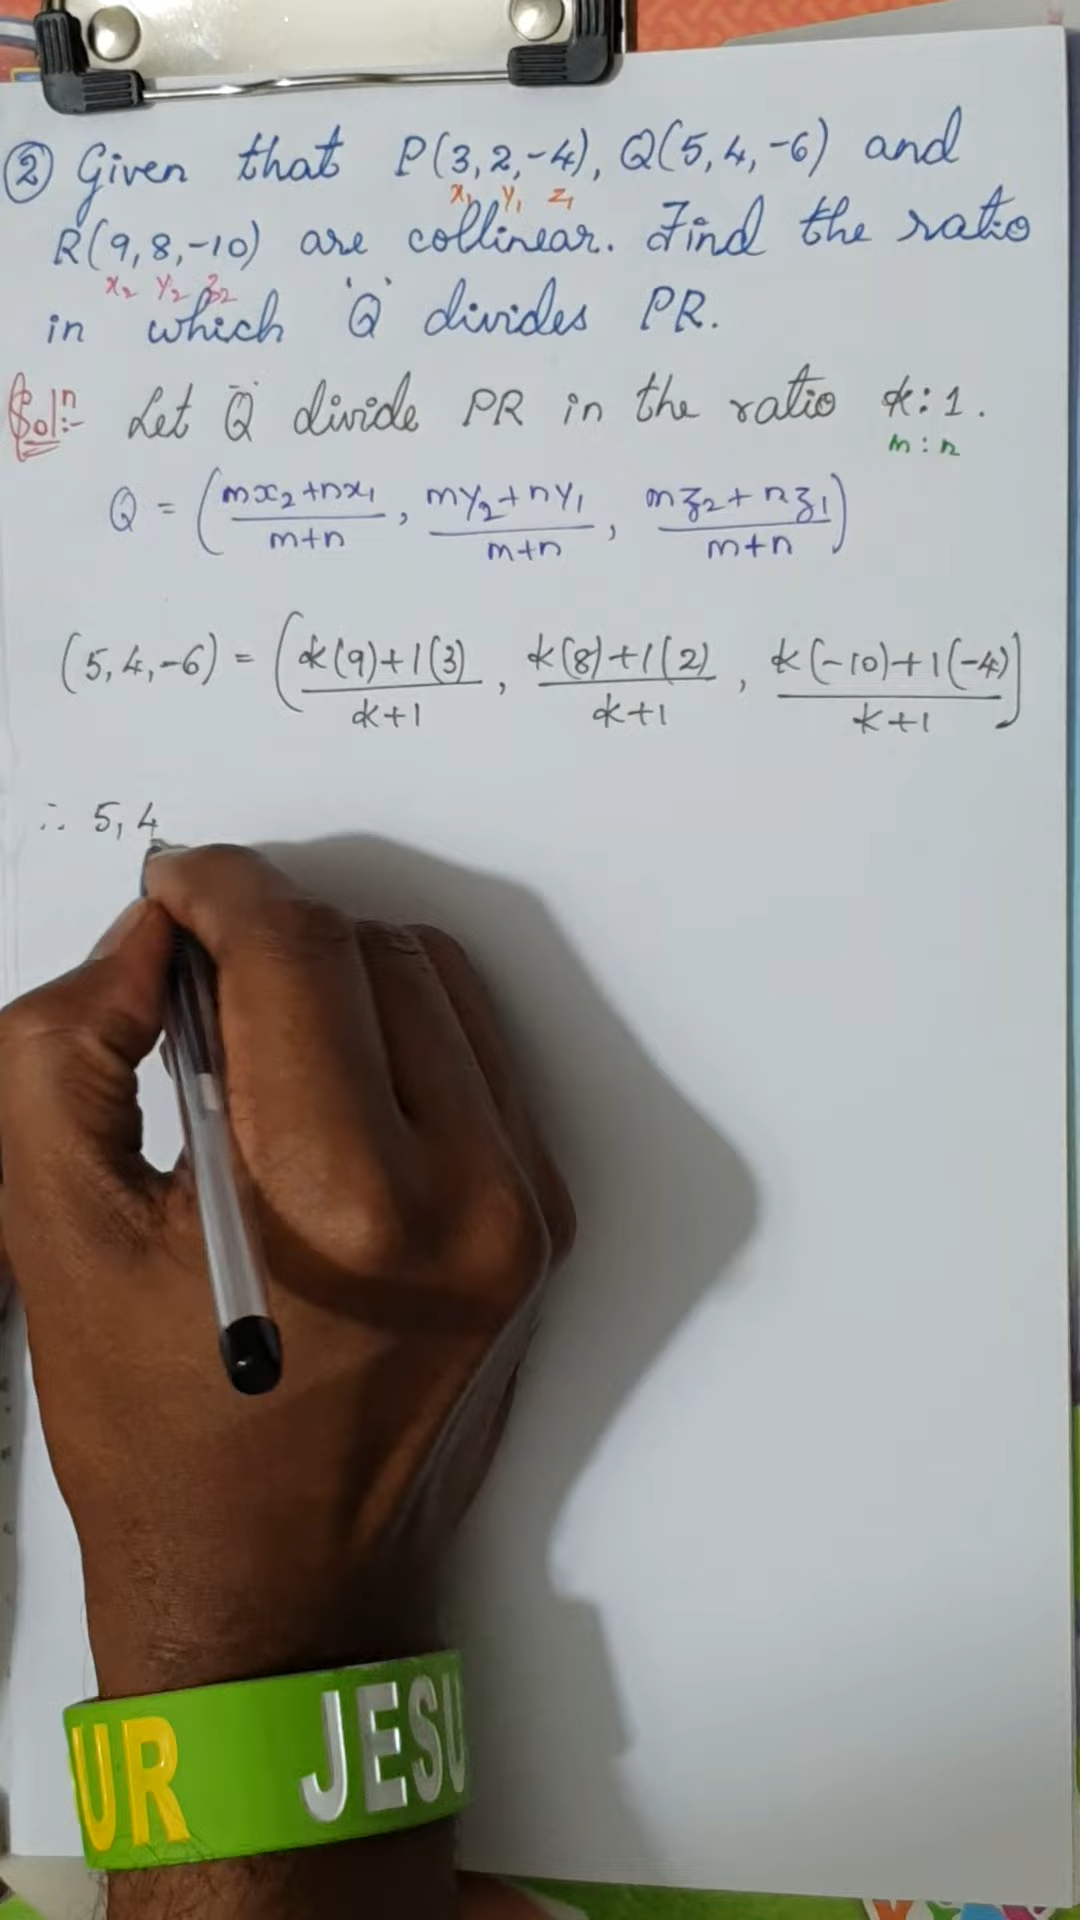 ② Given that P(3, 2, -4), Q(5, 4, -6) and
x₁ y₁ z₁
R(9, 8, -10) are collinear. Find the ratio
x₂ y₂ z₂
in which 'Q' divides PR.
Solⁿ:- Let Q divide PR in the ratio k : 1.
m : n
Q = ( mx₂+nx₁ / m+n , my₂+ny₁ / m+n , mz₂+nz₁ / m+n )
(5, 4, -6) = ( k(9)+1(3) / k+1 , k(8)+1(2) / k+1 , k(-10)+1(-4) / k+1 )
∴ 5, 4
UR JESU